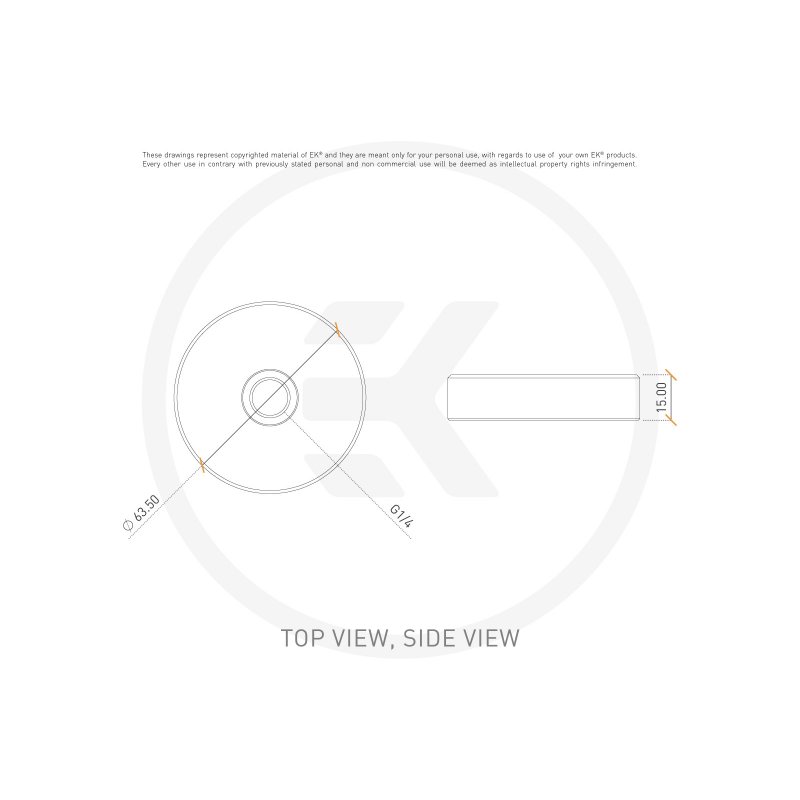 These drawings represent copyrighted material of EK® and they are meant only for your personal use, with regards to use of your own EK® products.
Every other use in contrary with previously stated personal and non commercial use will be deemed as intellectual property rights infringement.
EK
15.00
Ø 63.50
G1/4
TOP VIEW, SIDE VIEW